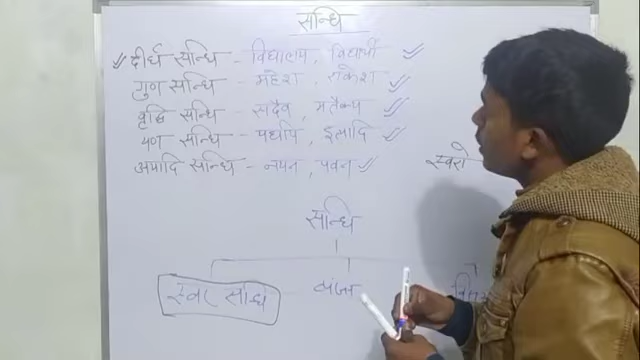 सन्धि
दीर्घ सन्धि - विद्यालय, विद्यार्थी
गुण सन्धि - महेश, राकेश
वृद्धि सन्धि - सदैव, मतैक्य
यण सन्धि - यद्यपि, इत्यादि
अयादि सन्धि - नयन, पवन
स्वरो
सन्धि
स्वर संधि व्यंजन